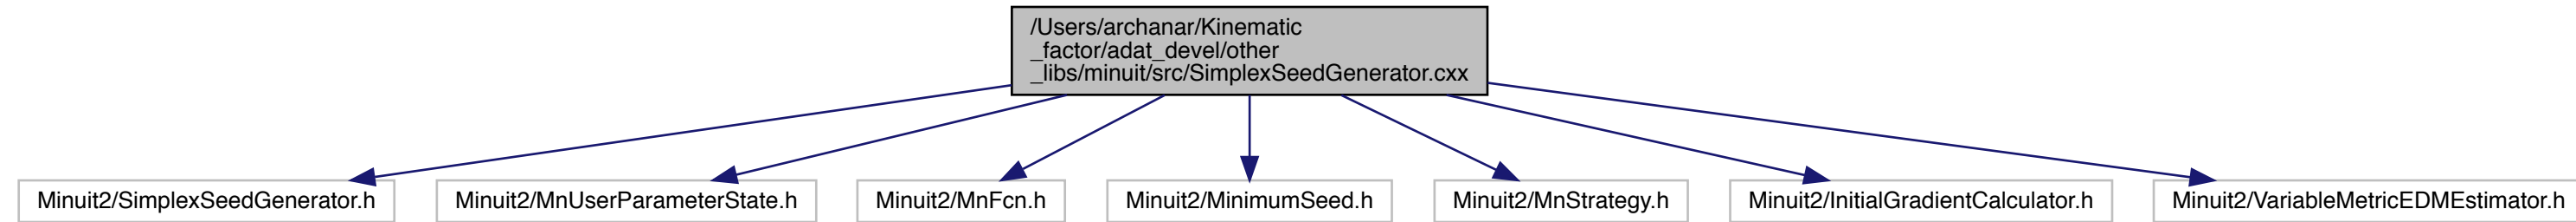 /Users/archanar/Kinematic
_factor/adat_devel/other
_libs/minuit/src/SimplexSeedGenerator.cxx
Minuit2/SimplexSeedGenerator.h
Minuit2/MnUserParameterState.h
Minuit2/MnFcn.h
Minuit2/MinimumSeed.h
Minuit2/MnStrategy.h
Minuit2/InitialGradientCalculator.h
Minuit2/VariableMetricEDMEstimator.h